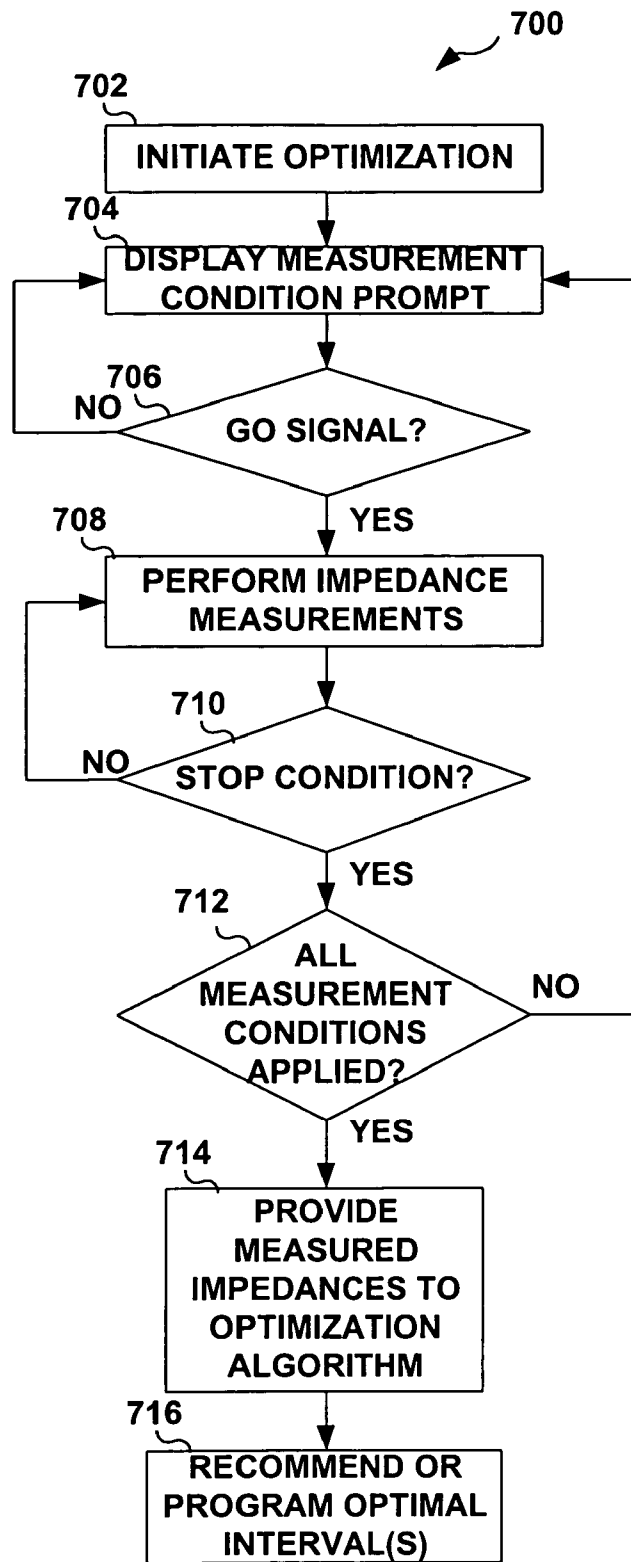 700
702
INITIATE OPTIMIZATION
704
DISPLAY MEASUREMENT
CONDITION PROMPT
706
NO
GO SIGNAL?
YES
708
PERFORM IMPEDANCE
MEASUREMENTS
710
NO
STOP CONDITION?
YES
712
ALL
MEASUREMENT
CONDITIONS
APPLIED?
NO
YES
714
PROVIDE
MEASURED
IMPEDANCES TO
OPTIMIZATION
ALGORITHM
716
RECOMMEND OR
PROGRAM OPTIMAL
INTERVAL(S)